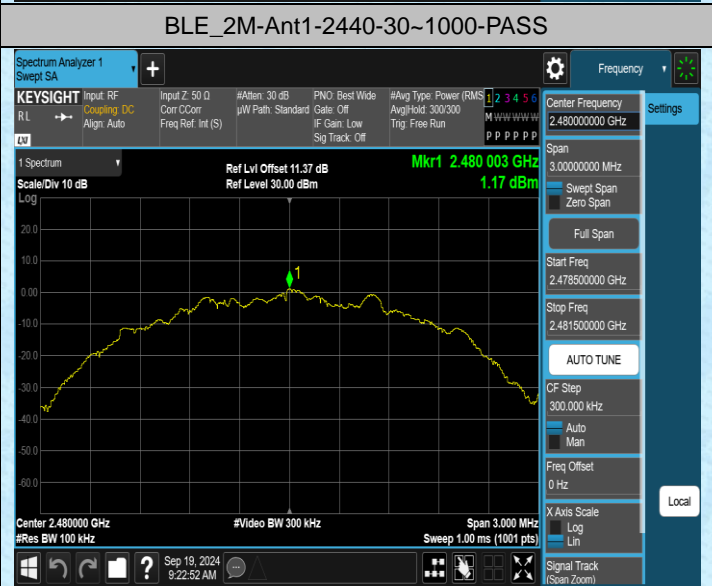 BLE_2M-Ant1-2440-30~1000-PASS
Spectrum Analyzer 1
Swept SA
Frequency
KEYSIGHT
RL
LXI
Input: RF
Coupling: DC
Align: Auto
Input Z: 50 Ω
Corr CCorr
Freq Ref: Int (S)
#Atten: 30 dB
µW Path: Standard
PNO: Best Wide
Gate: Off
IF Gain: Low
Sig Track: Off
#Avg Type: Power (RMS
Avg|Hold: 300/300
Trig: Free Run
1 2 3 4 5 6
M W W W W W
P P P P P P
1 Spectrum
Scale/Div 10 dB
Ref Lvl Offset 11.37 dB
Ref Level 30.00 dBm
Mkr1 2.480 003 GHz
1.17 dBm
Log
20.0
10.0
0.00
-10.0
-20.0
-30.0
-40.0
-50.0
-60.0
1
Center 2.480000 GHz
#Res BW 100 kHz
#Video BW 300 kHz
Span 3.000 MHz
Sweep 1.00 ms (1001 pts)
Center Frequency
2.480000000 GHz
Settings
Span
3.00000000 MHz
Swept Span
Zero Span
Full Span
Start Freq
2.478500000 GHz
Stop Freq
2.481500000 GHz
AUTO TUNE
CF Step
300.000 kHz
Auto
Man
Freq Offset
0 Hz
X Axis Scale
Log
Lin
Local
Signal Track
(Span Zoom)
?
Sep 19, 2024
9:22:52 AM